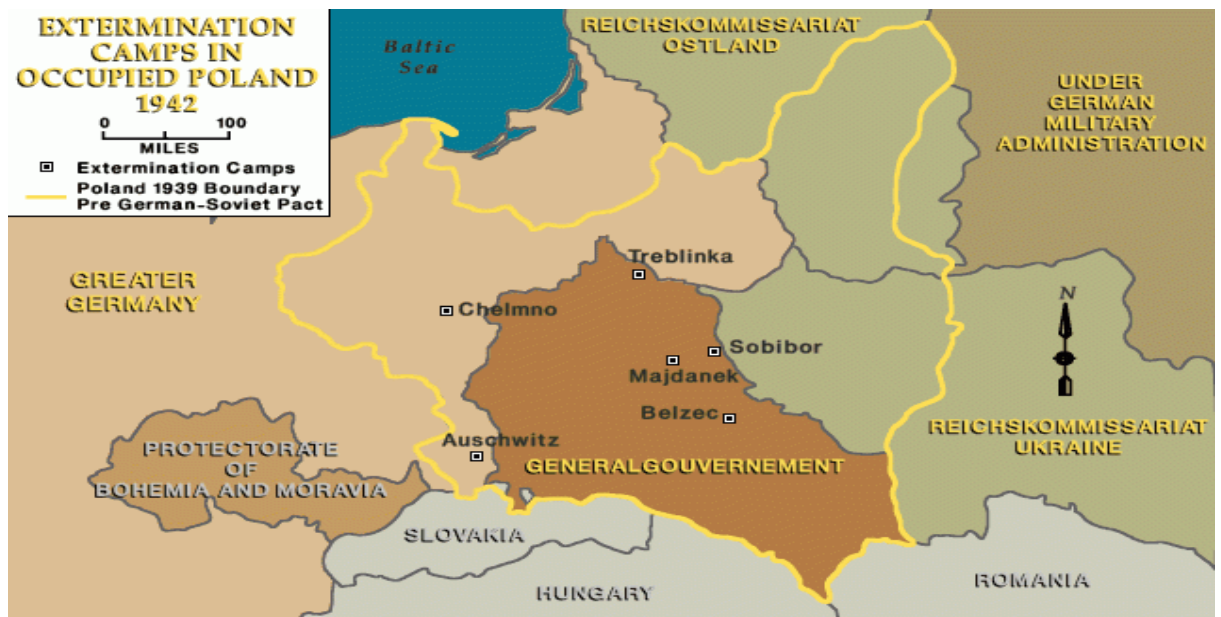 EXTERMINATION
CAMPS IN
OCCUPIED POLAND
1942
0 100
MILES
Extermination Camps
Poland 1939 Boundary
Pre German-Soviet Pact
Baltic
Sea
REICHSKOMMISSARIAT
OSTLAND
UNDER
GERMAN
MILITARY
ADMINISTRATION
GREATER
GERMANY
Treblinka
Chelmno
N
Sobibor
Majdanek
Belzec
Auschwitz
GENERALGOUVERNEMENT
REICHSKOMMISSARIAT
UKRAINE
PROTECTORATE
OF
BOHEMIA AND MORAVIA
SLOVAKIA
HUNGARY
ROMANIA